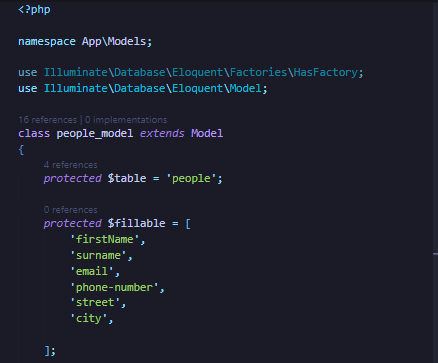 <?php
namespace App\Models;
use Illuminate\Database\Eloquent\Factories\HasFactory;
use Illuminate\Database\Eloquent\Model;
16 references | 0 implementations
class people_model extends Model
{
4 references
protected $table = 'people';
0 references
protected $fillable = [
'firstName',
'surname',
'email',
'phone-number',
'street',
'city',
];